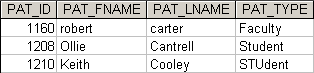 PAT_ID PAT_FNAME PAT_LNAME PAT_TYPE
1160 robert carter Faculty
1208 Ollie Cantrell Student
1210 Keith Cooley STUdent